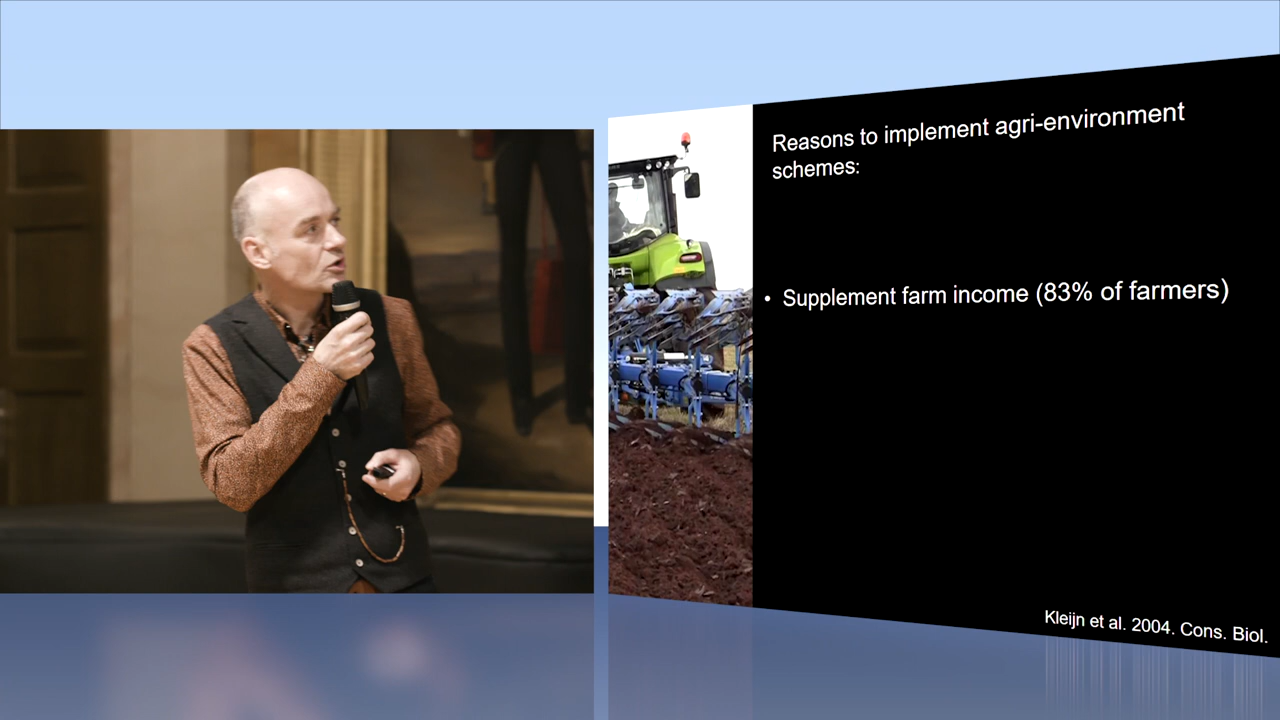 Reasons to implement agri-environment
schemes:
• Supplement farm income (83% of farmers)
Kleijn et al. 2004. Cons. Biol.